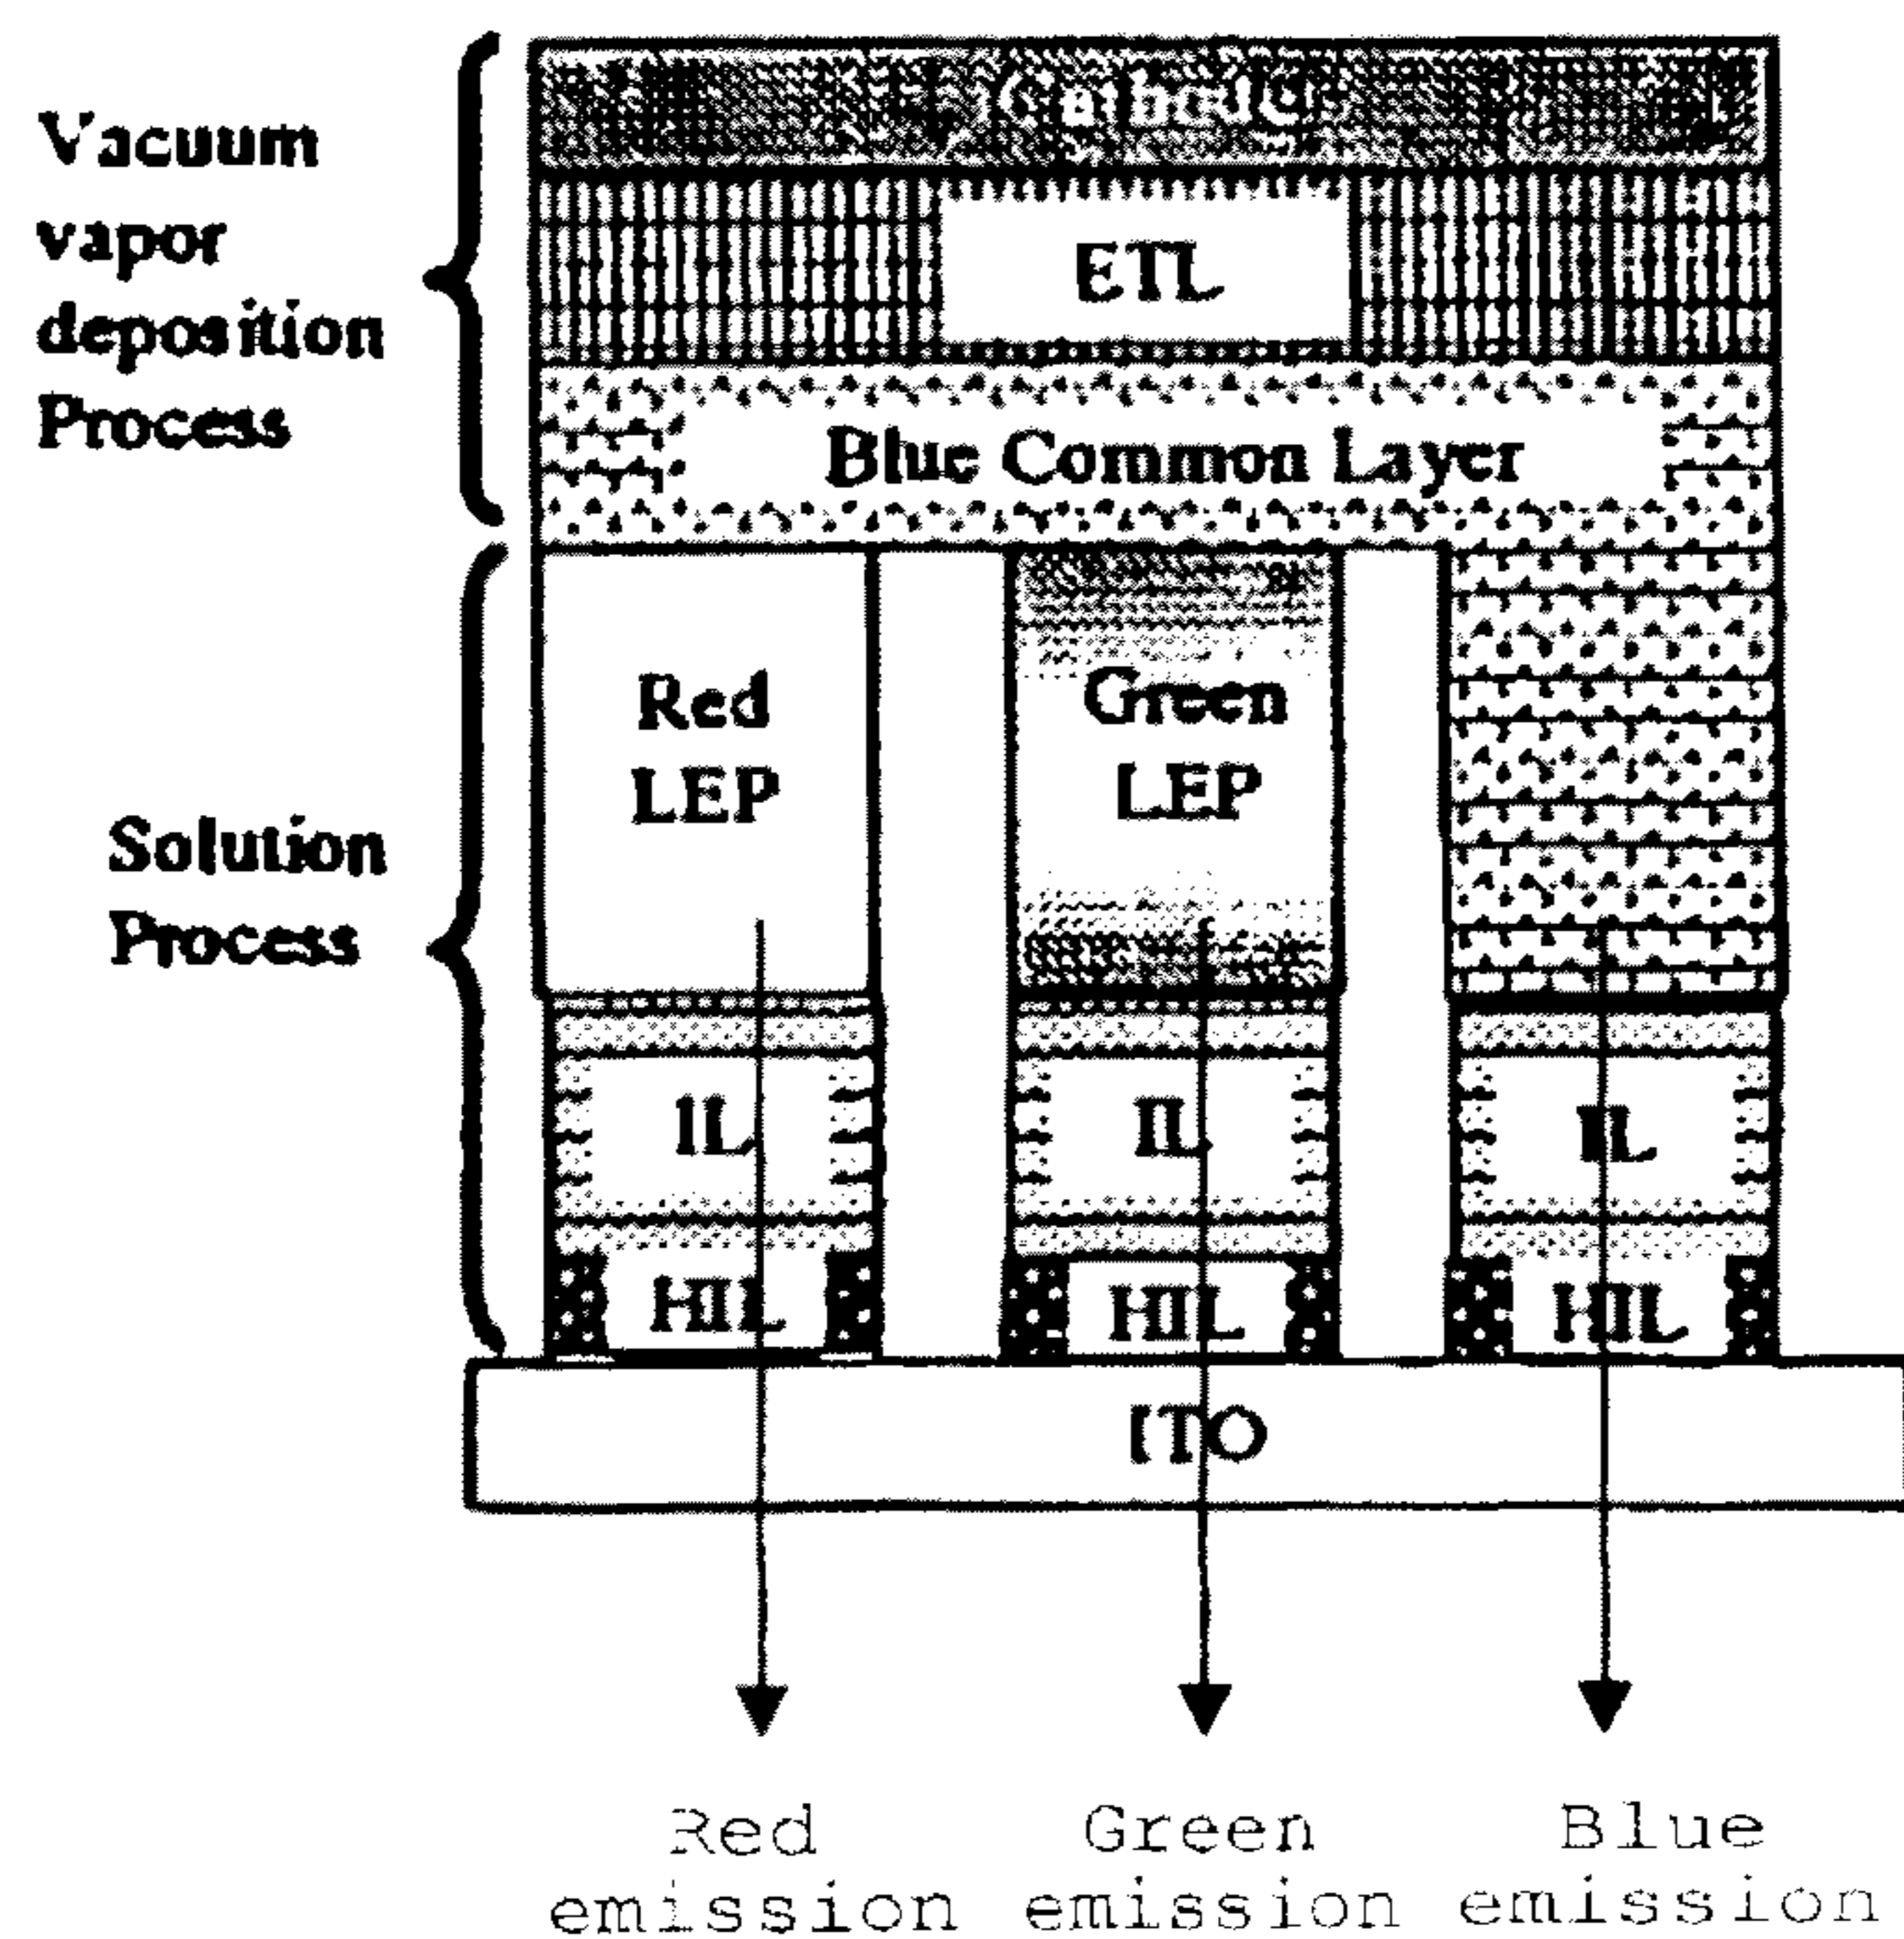 Cathode
Vacuum
vapor
deposition
Process
ETL
Blue Common Layer
Red
LEP
Green
LEP
Solution
Process
IL
IL
IL
HIL
HIL
HIL
ITO
Red
emission
Green
emission
Blue
emission